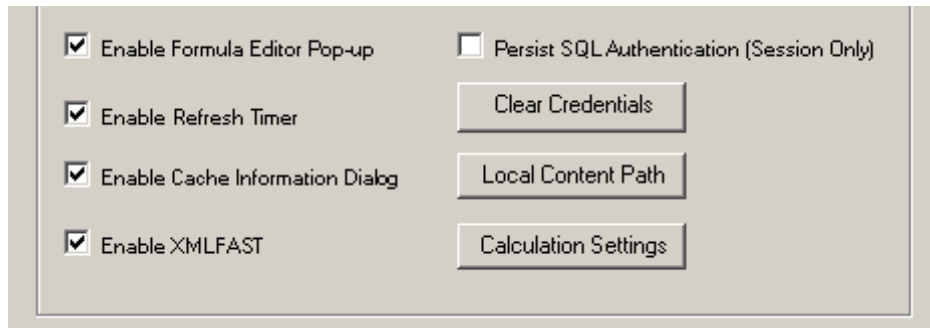 Enable Formula Editor Pop-up
Persist SQL Authentication (Session Only)
Enable Refresh Timer
Clear Credentials
Enable Cache Information Dialog
Local Content Path
Enable XMLFAST
Calculation Settings